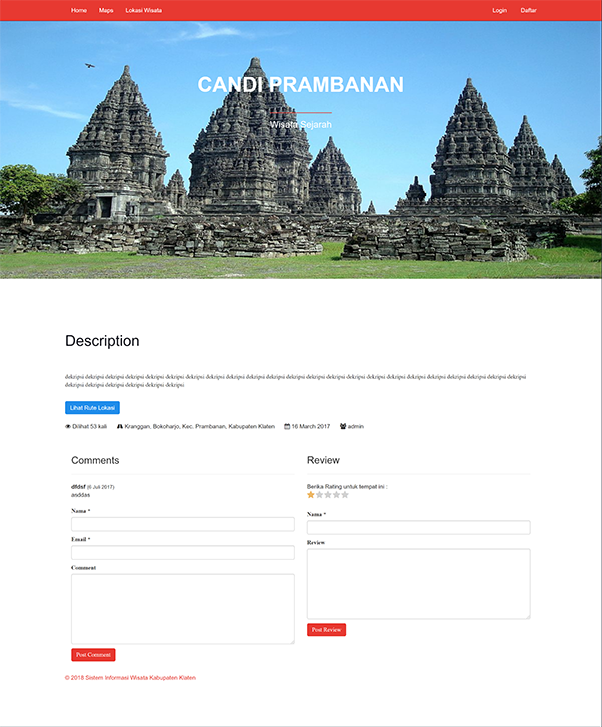 Home Maps Lokasi Wisata Login Daftar
CANDI PRAMBANAN
Wisata Sejarah
Description
dekripsi dekripsi dekripsi dekripsi dekripsi dekripsi dekripsi dekripsi dekripsi dekripsi dekripsi dekripsi dekripsi dekripsi dekripsi dekripsi dekripsi dekripsi dekripsi dekripsi dekripsi dekripsi dekripsi
dekripsi dekripsi dekripsi dekripsi dekripsi dekripsi
Lihat Rute Lokasi
Dilihat 53 kali Kranggan, Bokoharjo, Kec. Prambanan, Kabupaten Klaten 16 March 2017 admin
Comments
dfdsf (6 Juli 2017)
anddas
Name *
Email *
Comment
Post Comment
Review
Berika Rating untuk tempat ini :
Nama *
Review
Post Review
© 2018 Sistem Informasi Wisata Kabupaten Klaten